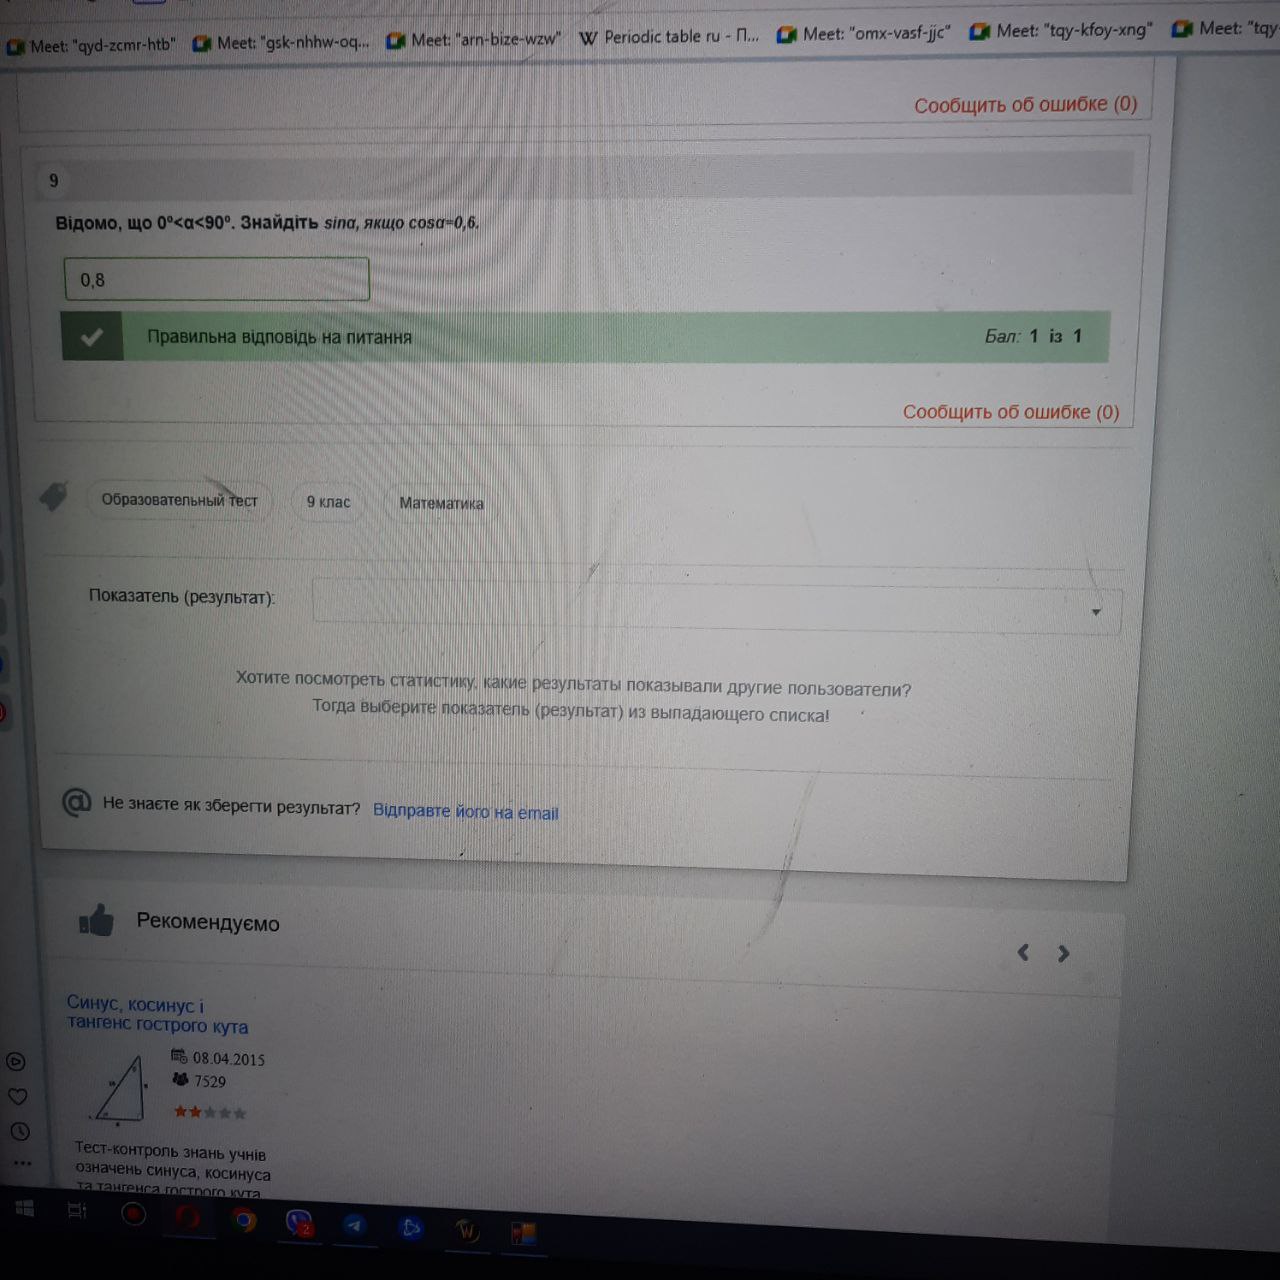 Meet: "qyd-zcmr-htb" Meet: "gsk-nhhw-oq... Meet: "arn-bize-wzw" W Periodic table ru - П... Meet: "omx-vasf-jjc" Meet: "tqy-kfoy-xng" Meet: "tqy-
Сообщить об ошибке (0)
9
Відомо, що 0°<α<90°. Знайдіть sinα, якщо cosα=0,6.
0,8
Правильна відповідь на питання Бал: 1 із 1
Сообщить об ошибке (0)
Образовательный тест 9 клас Математика
Показатель (результат):
Хотите посмотреть статистику, какие результаты показывали другие пользователи?
Тогда выберите показатель (результат) из выпадающего списка!
@ Не знаєте як зберегти результат? Відправте його на email
Рекомендуємо
Синус, косинус і
тангенс гострого кута
08.04.2015
7529
Тест-контроль знань учнів
означень синуса, косинуса
та тангенса гострого кута
2